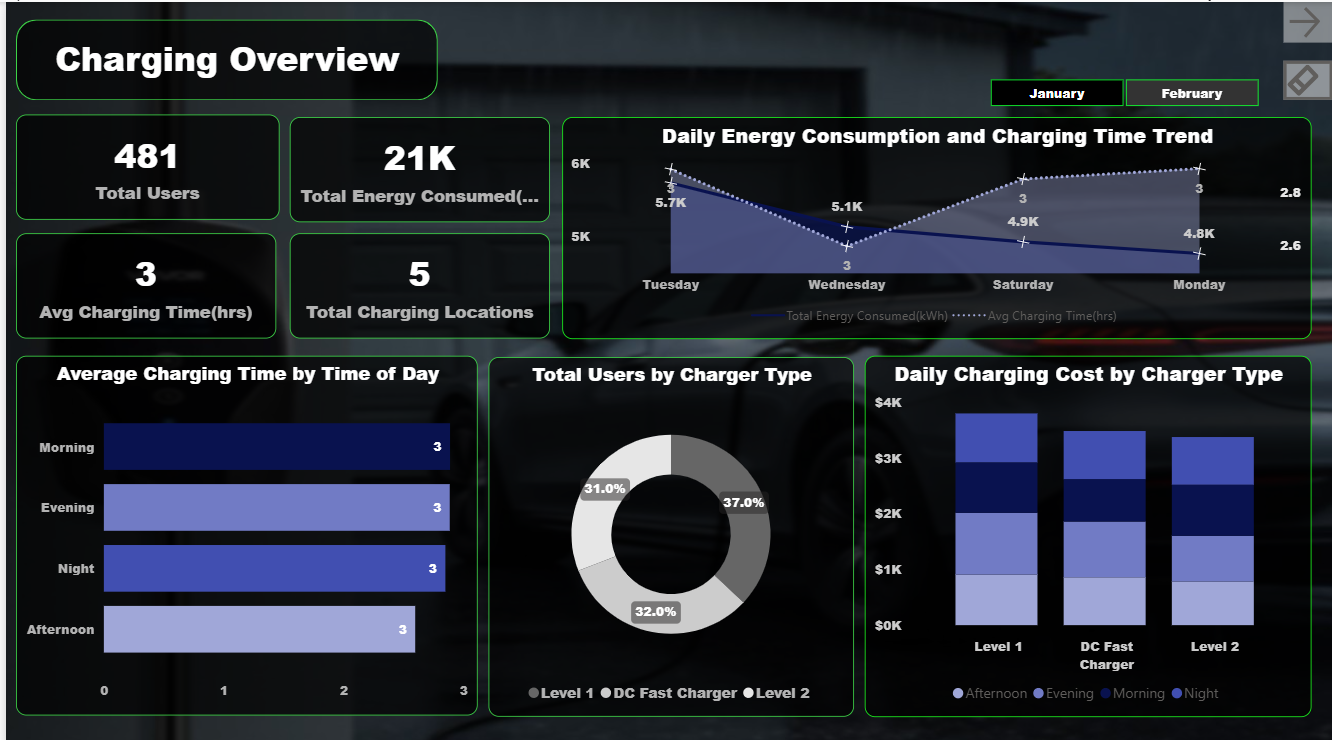 Charging Overview
January
February
481
Total Users
21K
Total Energy Consumed(...
3
Avg Charging Time(hrs)
5
Total Charging Locations
Daily Energy Consumption and Charging Time Trend
6K
5K
2.8
2.6
3
5.7K
5.1K
3
3
4.9K
3
4.8K
Tuesday
Wednesday
Saturday
Monday
Total Energy Consumed(kWh)
Avg Charging Time(hrs)
Average Charging Time by Time of Day
Morning
3
Evening
3
Night
3
Afternoon
3
0
1
2
3
Total Users by Charger Type
31.0%
37.0%
32.0%
Level 1
DC Fast Charger
Level 2
Daily Charging Cost by Charger Type
$4K
$3K
$2K
$1K
$0K
Level 1
DC Fast
Charger
Level 2
Afternoon
Evening
Morning
Night